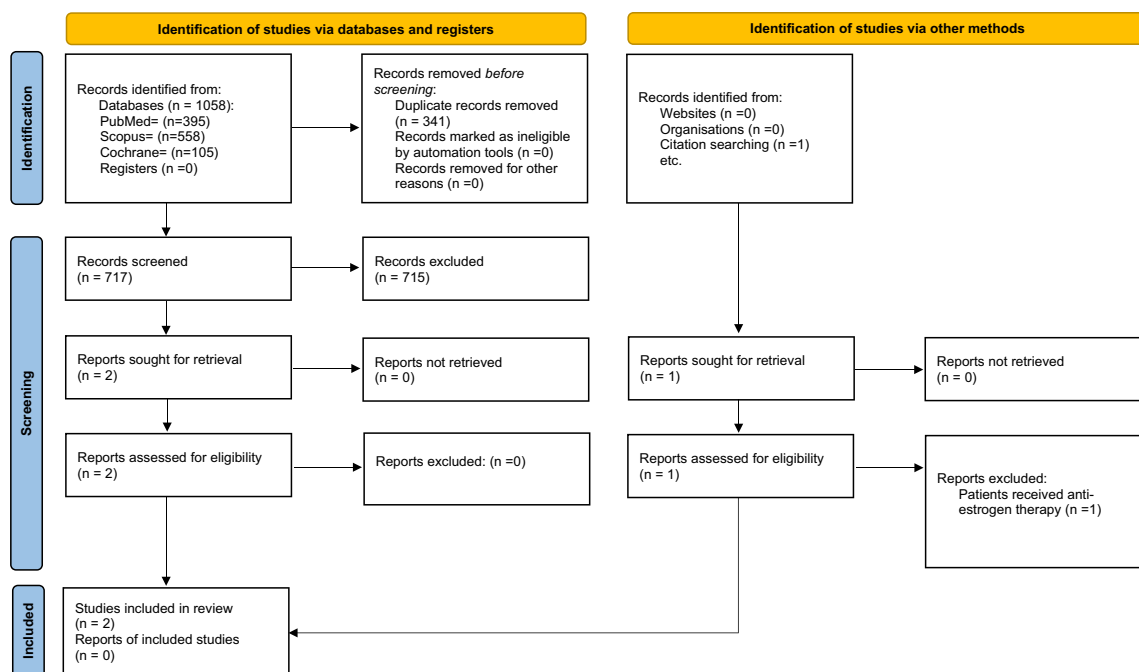 Identification of studies via databases and registers
Identification of studies via other methods
Identification
Records identified from:
Databases (n = 1058):
PubMed= (n=395)
Scopus= (n=558)
Cochrane= (n=105)
Registers (n =0)
Records removed before
screening:
Duplicate records removed
(n = 341)
Records marked as ineligible
by automation tools (n =0)
Records removed for other
reasons (n =0)
Records identified from:
Websites (n =0)
Organisations (n =0)
Citation searching (n =1)
etc.
Screening
Records screened
(n = 717)
Records excluded
(n = 715)
Reports sought for retrieval
(n = 2)
Reports not retrieved
(n = 0)
Reports sought for retrieval
(n = 1)
Reports not retrieved
(n = 0)
Reports assessed for eligibility
(n = 2)
Reports excluded: (n =0)
Reports assessed for eligibility
(n = 1)
Reports excluded:
Patients received anti-
estrogen therapy (n =1)
Included
Studies included in review
(n = 2)
Reports of included studies
(n = 0)